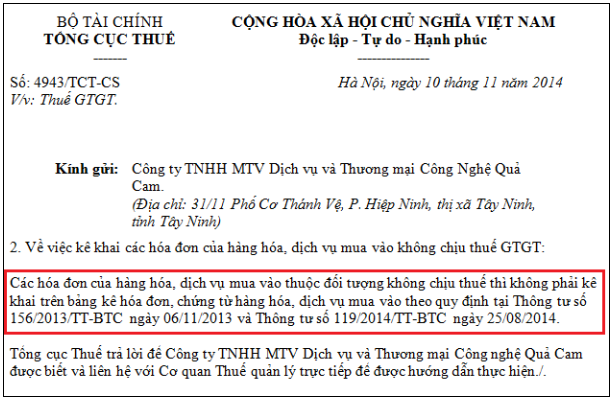 BỘ TÀI CHÍNH
TỔNG CỤC THUẾ
-------
CỘNG HÒA XÃ HỘI CHỦ NGHĨA VIỆT NAM
Độc lập - Tự do - Hạnh phúc
---------------
Số: 4943/TCT-CS
V/v: Thuế GTGT.
Hà Nội, ngày 10 tháng 11 năm 2014
Kính gửi: Công ty TNHH MTV Dịch vụ và Thương mại Công Nghệ Quả
Cam.
(Địa chỉ: 31/11 Phố Cơ Thánh Vệ, P. Hiệp Ninh, thị xã Tây Ninh,
tỉnh Tây Ninh)
2. Về việc kê khai các hóa đơn của hàng hóa, dịch vụ mua vào không chịu thuế GTGT:
Các hóa đơn của hàng hóa, dịch vụ mua vào thuộc đối tượng không chịu thuế thì không phải kê
khai trên bảng kê hóa đơn, chứng từ hàng hóa, dịch vụ mua vào theo quy định tại Thông tư số
156/2013/TT-BTC ngày 06/11/2013 và Thông tư số 119/2014/TT-BTC ngày 25/08/2014.
Tổng cục Thuế trả lời để Công ty TNHH MTV Dịch vụ và Thương mại Công nghệ Quả Cam
được biết và liên hệ với Cơ quan Thuế quản lý trực tiếp để được hướng dẫn thực hiện./.